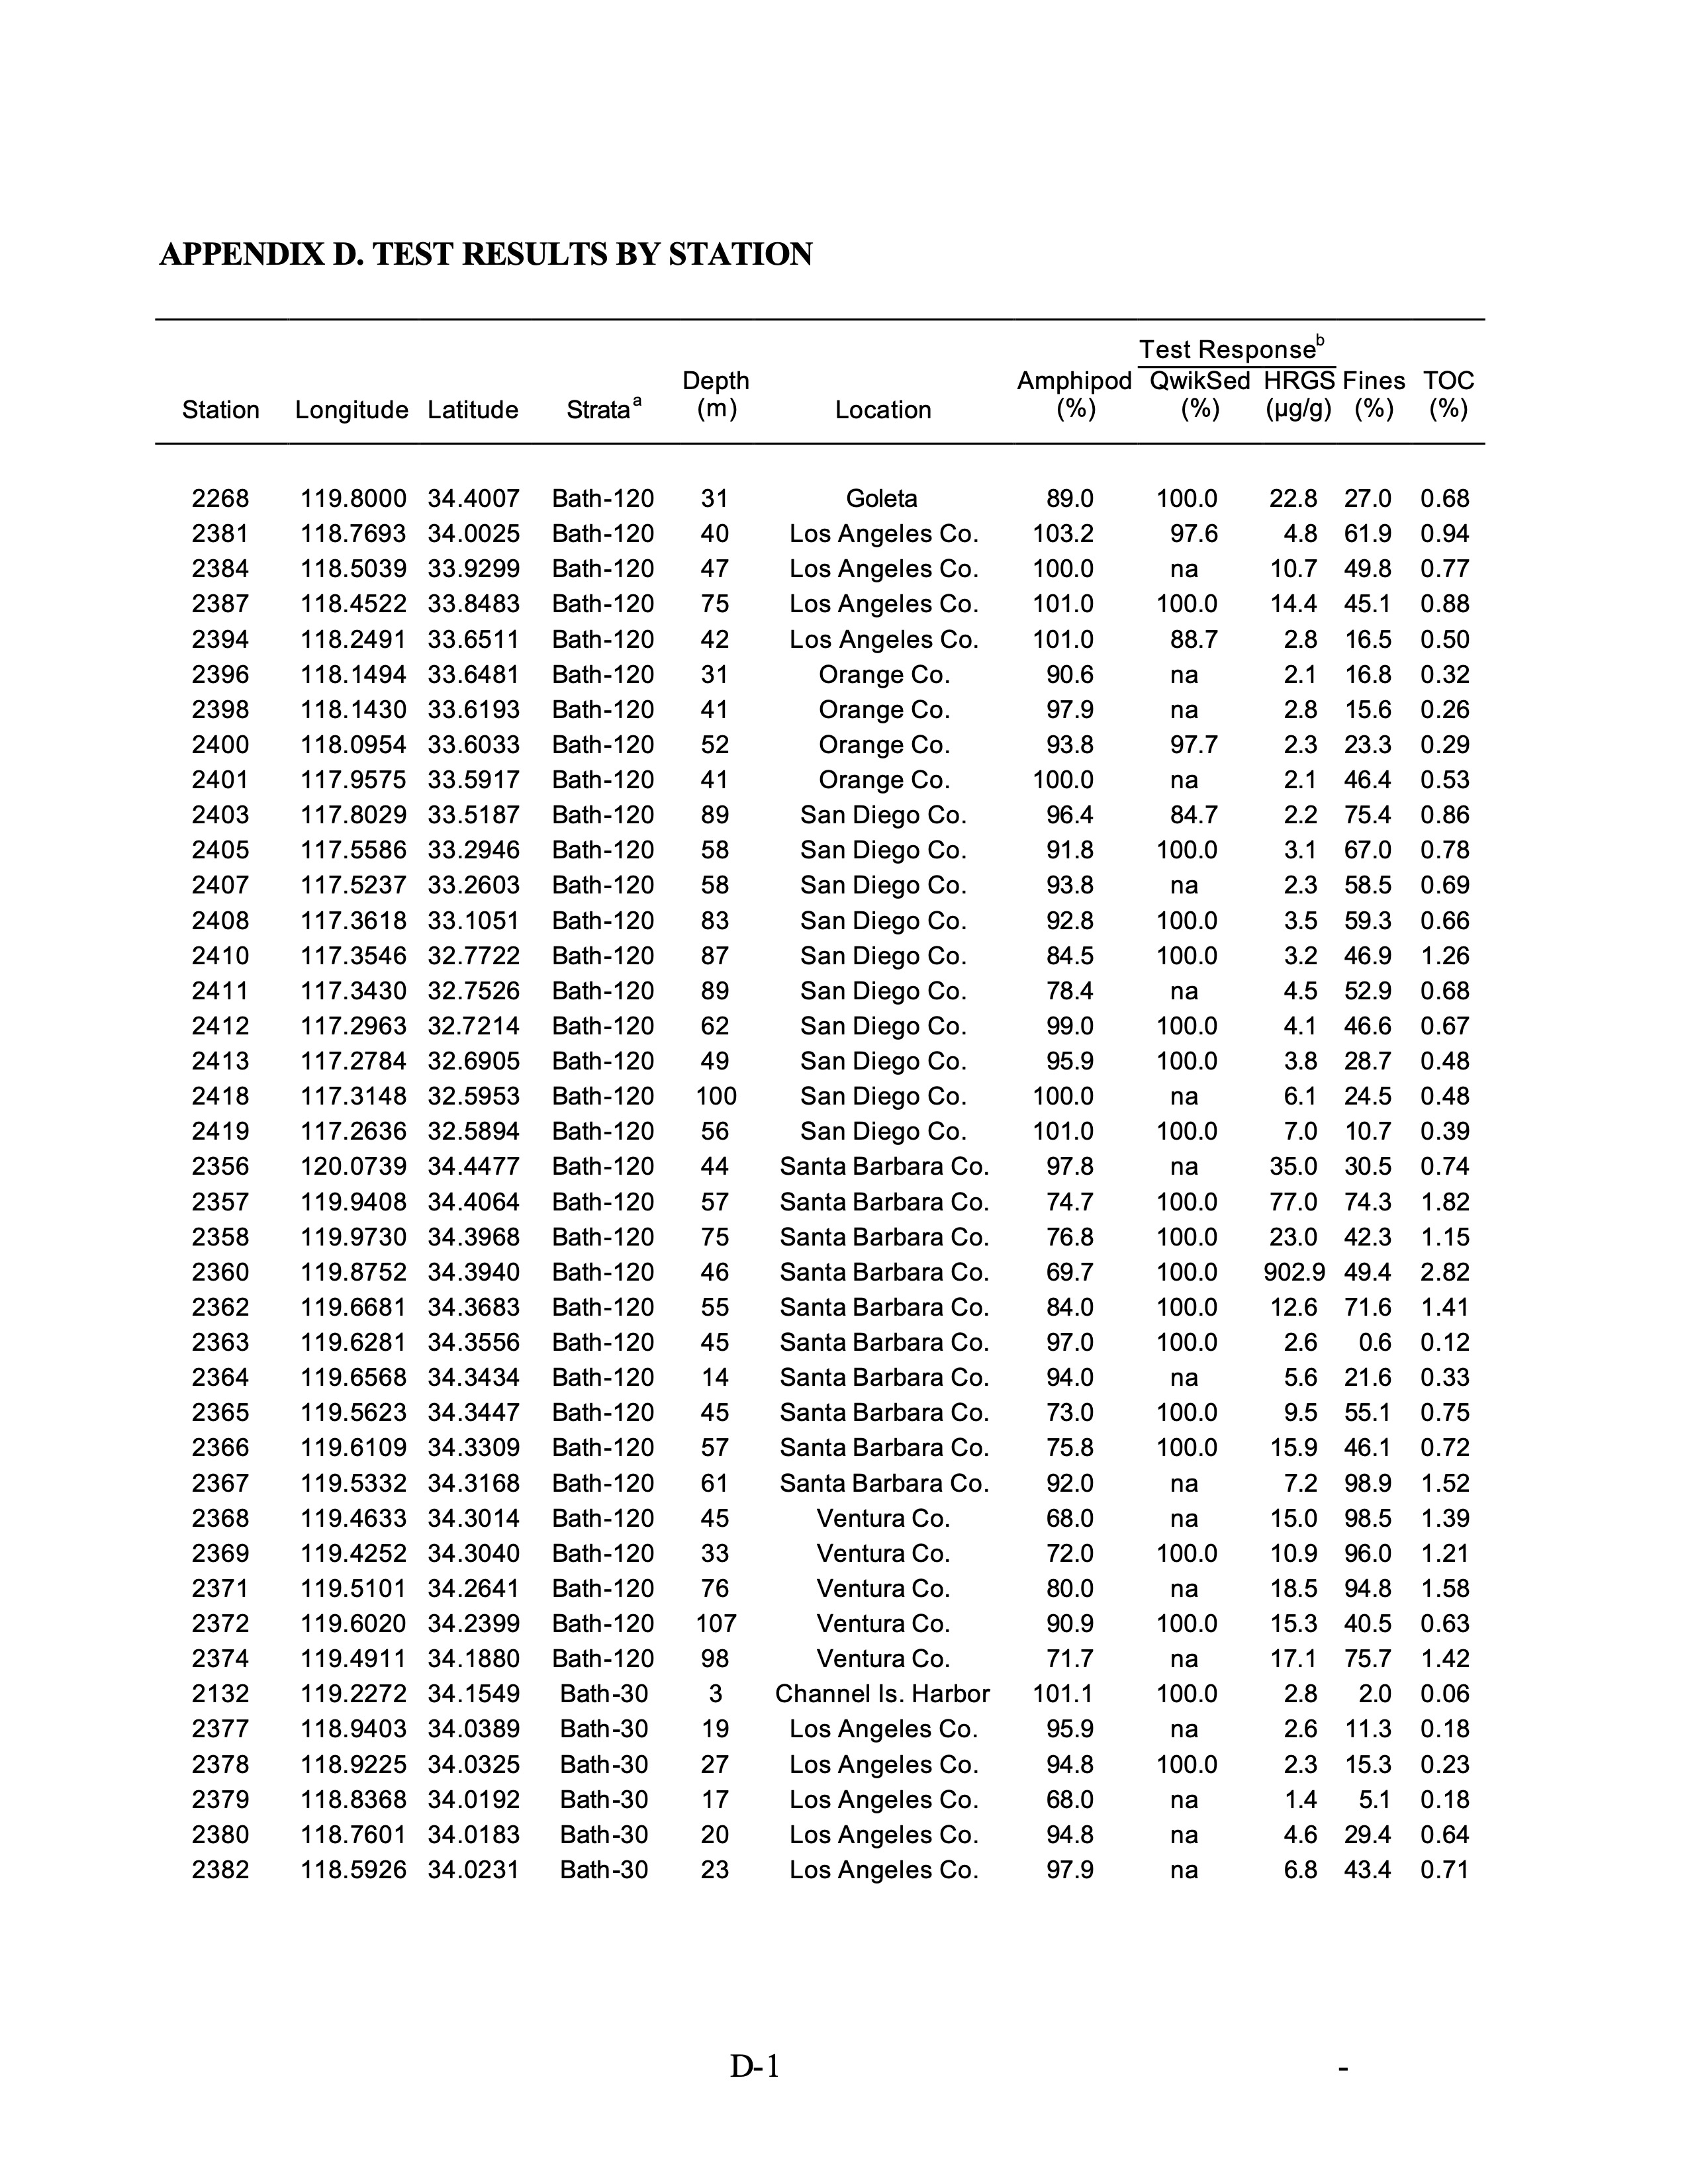 APPENDIX D. TEST RESULTS BY STATION
Test Responseᵇ
Depth Amphipod QwikSed HRGS Fines TOC
Station Longitude Latitude Strataᵃ (m) Location (%) (%) (µg/g) (%) (%)
2268 119.8000 34.4007 Bath-120 31 Goleta 89.0 100.0 22.8 27.0 0.68
2381 118.7693 34.0025 Bath-120 40 Los Angeles Co. 103.2 97.6 4.8 61.9 0.94
2384 118.5039 33.9299 Bath-120 47 Los Angeles Co. 100.0 na 10.7 49.8 0.77
2387 118.4522 33.8483 Bath-120 75 Los Angeles Co. 101.0 100.0 14.4 45.1 0.88
2394 118.2491 33.6511 Bath-120 42 Los Angeles Co. 101.0 88.7 2.8 16.5 0.50
2396 118.1494 33.6481 Bath-120 31 Orange Co. 90.6 na 2.1 16.8 0.32
2398 118.1430 33.6193 Bath-120 41 Orange Co. 97.9 na 2.8 15.6 0.26
2400 118.0954 33.6033 Bath-120 52 Orange Co. 93.8 97.7 2.3 23.3 0.29
2401 117.9575 33.5917 Bath-120 41 Orange Co. 100.0 na 2.1 46.4 0.53
2403 117.8029 33.5187 Bath-120 89 San Diego Co. 96.4 84.7 2.2 75.4 0.86
2405 117.5586 33.2946 Bath-120 58 San Diego Co. 91.8 100.0 3.1 67.0 0.78
2407 117.5237 33.2603 Bath-120 58 San Diego Co. 93.8 na 2.3 58.5 0.69
2408 117.3618 33.1051 Bath-120 83 San Diego Co. 92.8 100.0 3.5 59.3 0.66
2410 117.3546 32.7722 Bath-120 87 San Diego Co. 84.5 100.0 3.2 46.9 1.26
2411 117.3430 32.7526 Bath-120 89 San Diego Co. 78.4 na 4.5 52.9 0.68
2412 117.2963 32.7214 Bath-120 62 San Diego Co. 99.0 100.0 4.1 46.6 0.67
2413 117.2784 32.6905 Bath-120 49 San Diego Co. 95.9 100.0 3.8 28.7 0.48
2418 117.3148 32.5953 Bath-120 100 San Diego Co. 100.0 na 6.1 24.5 0.48
2419 117.2636 32.5894 Bath-120 56 San Diego Co. 101.0 100.0 7.0 10.7 0.39
2356 120.0739 34.4477 Bath-120 44 Santa Barbara Co. 97.8 na 35.0 30.5 0.74
2357 119.9408 34.4064 Bath-120 57 Santa Barbara Co. 74.7 100.0 77.0 74.3 1.82
2358 119.9730 34.3968 Bath-120 75 Santa Barbara Co. 76.8 100.0 23.0 42.3 1.15
2360 119.8752 34.3940 Bath-120 46 Santa Barbara Co. 69.7 100.0 902.9 49.4 2.82
2362 119.6681 34.3683 Bath-120 55 Santa Barbara Co. 84.0 100.0 12.6 71.6 1.41
2363 119.6281 34.3556 Bath-120 45 Santa Barbara Co. 97.0 100.0 2.6 0.6 0.12
2364 119.6568 34.3434 Bath-120 14 Santa Barbara Co. 94.0 na 5.6 21.6 0.33
2365 119.5623 34.3447 Bath-120 45 Santa Barbara Co. 73.0 100.0 9.5 55.1 0.75
2366 119.6109 34.3309 Bath-120 57 Santa Barbara Co. 75.8 100.0 15.9 46.1 0.72
2367 119.5332 34.3168 Bath-120 61 Santa Barbara Co. 92.0 na 7.2 98.9 1.52
2368 119.4633 34.3014 Bath-120 45 Ventura Co. 68.0 na 15.0 98.5 1.39
2369 119.4252 34.3040 Bath-120 33 Ventura Co. 72.0 100.0 10.9 96.0 1.21
2371 119.5101 34.2641 Bath-120 76 Ventura Co. 80.0 na 18.5 94.8 1.58
2372 119.6020 34.2399 Bath-120 107 Ventura Co. 90.9 100.0 15.3 40.5 0.63
2374 119.4911 34.1880 Bath-120 98 Ventura Co. 71.7 na 17.1 75.7 1.42
2132 119.2272 34.1549 Bath-30 3 Channel Is. Harbor 101.1 100.0 2.8 2.0 0.06
2377 118.9403 34.0389 Bath-30 19 Los Angeles Co. 95.9 na 2.6 11.3 0.18
2378 118.9225 34.0325 Bath-30 27 Los Angeles Co. 94.8 100.0 2.3 15.3 0.23
2379 118.8368 34.0192 Bath-30 17 Los Angeles Co. 68.0 na 1.4 5.1 0.18
2380 118.7601 34.0183 Bath-30 20 Los Angeles Co. 94.8 na 4.6 29.4 0.64
2382 118.5926 34.0231 Bath-30 23 Los Angeles Co. 97.9 na 6.8 43.4 0.71
D-1 -